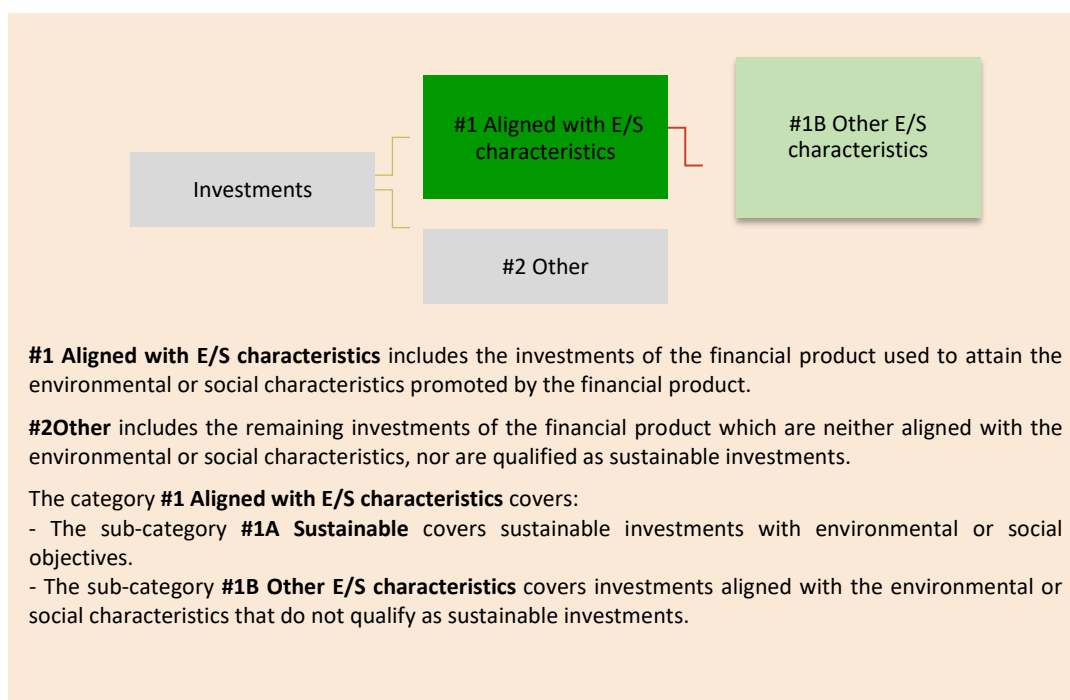 #1 Aligned with E/S
characteristics
#1B Other E/S
characteristics
Investments
#2 Other
#1 Aligned with E/S characteristics includes the investments of the financial product used to attain the
environmental or social characteristics promoted by the financial product.
#2Other includes the remaining investments of the financial product which are neither aligned with the
environmental or social characteristics, nor are qualified as sustainable investments.
The category #1 Aligned with E/S characteristics covers:
- The sub-category #1A Sustainable covers sustainable investments with environmental or social
objectives.
- The sub-category #1B Other E/S characteristics covers investments aligned with the environmental or
social characteristics that do not qualify as sustainable investments.